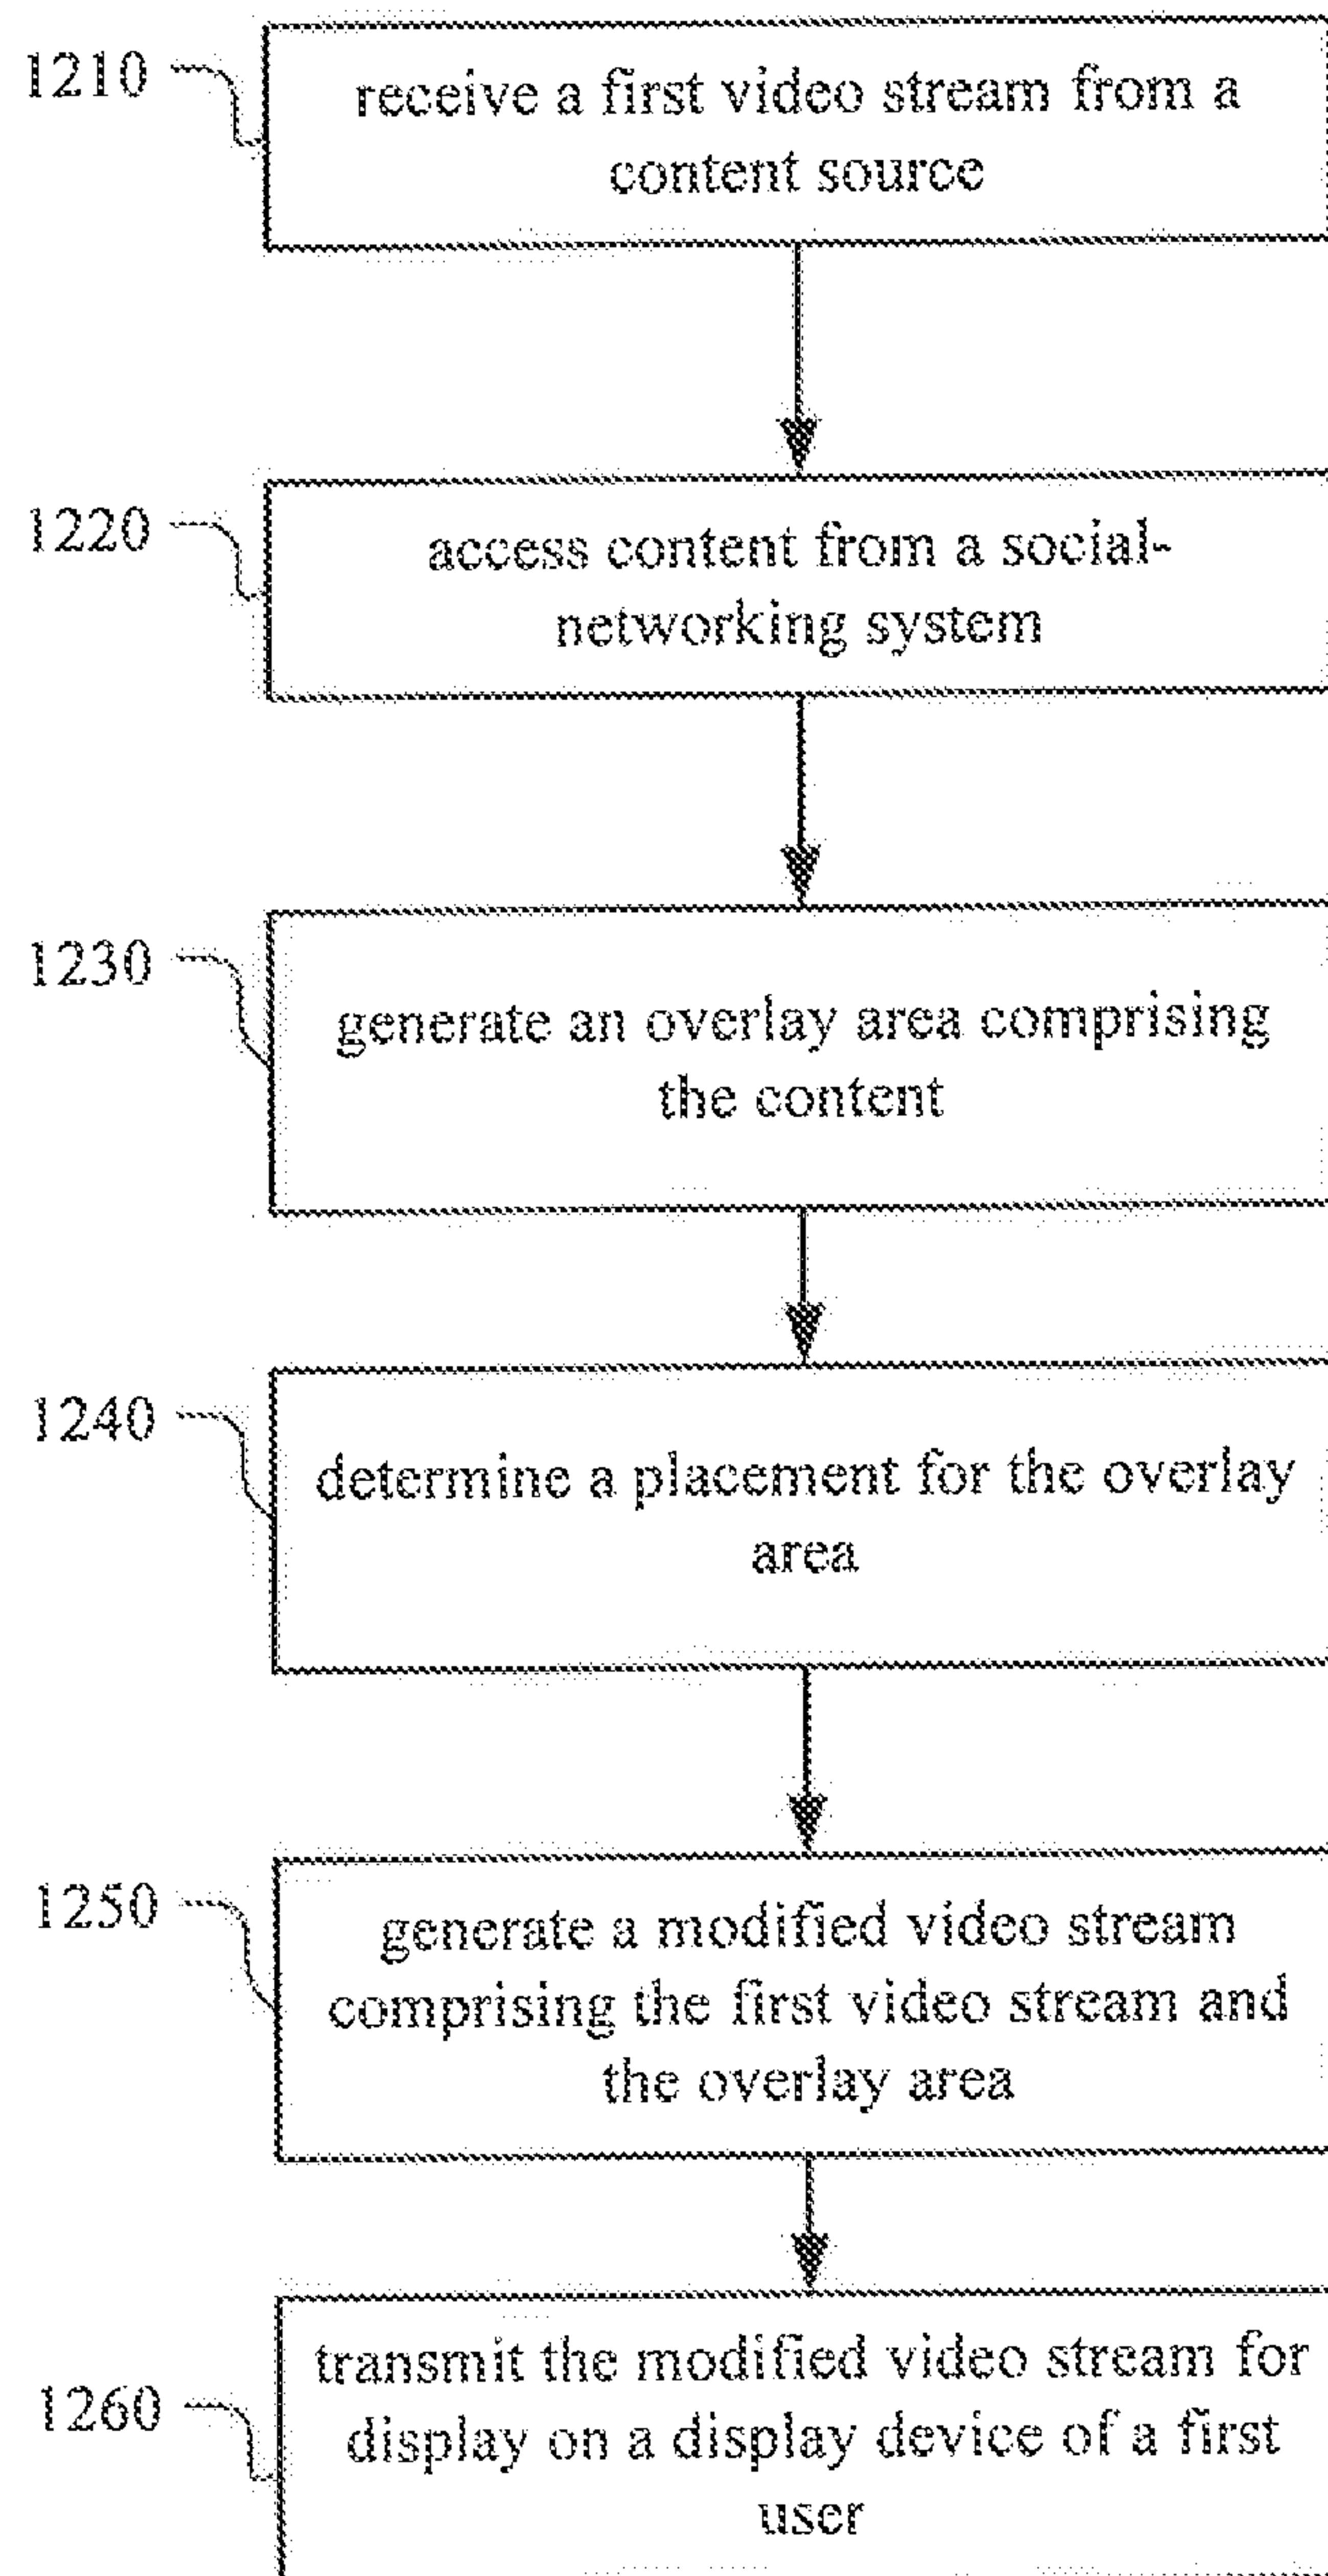 1210
receive a first video stream from a
content source
1220
access content from a social-
networking system
1230
generate an overlay area comprising
the content
1240
determine a placement for the overlay
area
1250
generate a modified video stream
comprising the first video stream and
the overlay area
1260
transmit the modified video stream for
display on a display device of a first
user